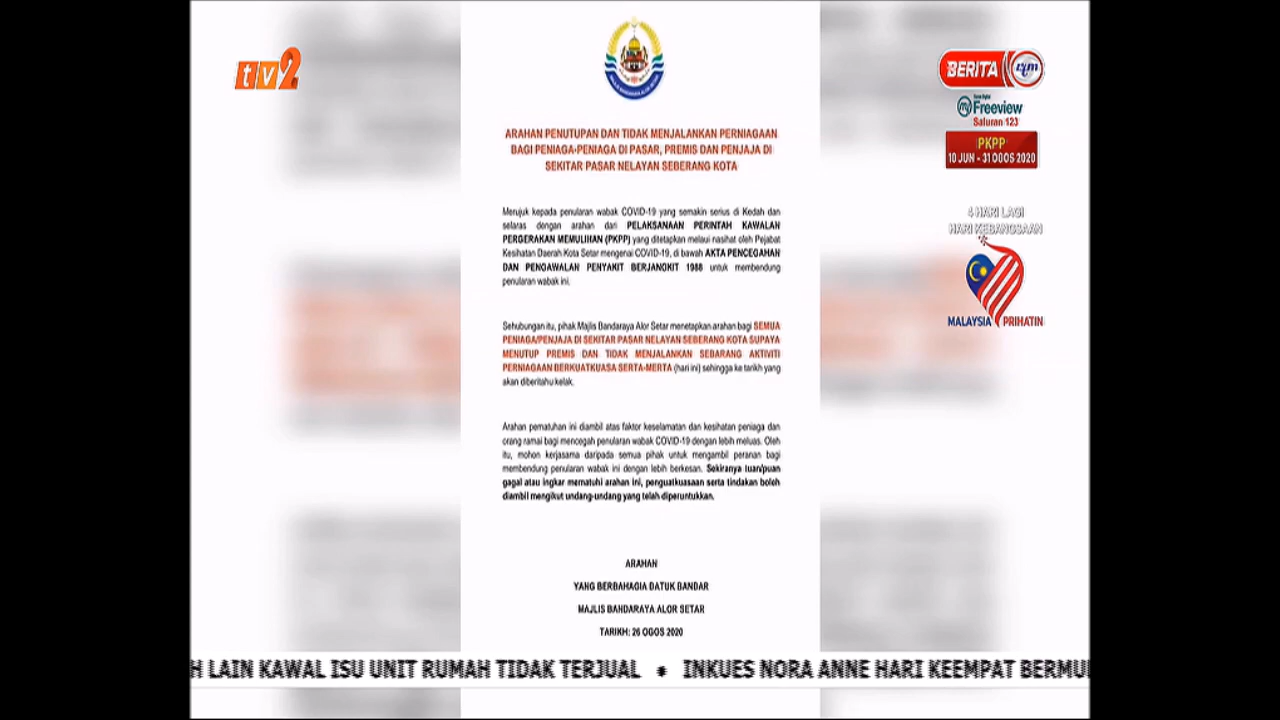 tv2
BERITA rtm
Freeview
Saluran 123
PKPP
10 JUN - 31 OGOS 2020
4 HARI LAGI
HARI KEBANGSAAN
MALAYSIA PRIHATIN
MAJLIS BANDARAYA ALOR SETAR
ARAHAN PENUTUPAN DAN TIDAK MENJALANKAN PERNIAGAAN
BAGI PENIAGA-PENIAGA DI PASAR, PREMIS DAN PENJAJA DI
SEKITAR PASAR NELAYAN SEBERANG KOTA
Merujuk kepada penularan wabak COVID-19 yang semakin serius di Kedah dan
selaras dengan arahan dari PELAKSANAAN PERINTAH KAWALAN
PERGERAKAN MEMULIHAN (PKPP) yang ditetapkan melaui nasihat oleh Pejabat
Kesihatan Daerah Kota Setar mengenai COVID-19, di bawah AKTA PENCEGAHAN
DAN PENGAWALAN PENYAKIT BERJANGKIT 1988 untuk membendung
penularan wabak ini.
Sehubungan itu, pihak Majlis Bandaraya Alor Setar menetapkan arahan bagi SEMUA
PENIAGA/PENJAJA DI SEKITAR PASAR NELAYAN SEBERANG KOTA SUPAYA
MENUTUP PREMIS DAN TIDAK MENJALANKAN SEBARANG AKTIVITI
PERNIAGAAN BERKUATKUASA SERTA-MERTA (hari ini) sehingga ke tarikh yang
akan diberitahu kelak.
Arahan pematuhan ini diambil atas faktor keselamatan dan kesihatan peniaga dan
orang ramai bagi mencegah penularan wabak COVID-19 dengan lebih meluas. Oleh
itu, mohon kerjasama daripada semua pihak untuk mengambil peranan bagi
membendung penularan wabak ini dengan lebih berkesan. Sekiranya tuan/puan
gagal atau ingkar mematuhi arahan ini, penguatkuasaan serta tindakan boleh
diambil mengikut undang-undang yang telah diperuntukkan.
ARAHAN
YANG BERBAHAGIA DATUK BANDAR
MAJLIS BANDARAYA ALOR SETAR
TARIKH: 26 OGOS 2020
H LAIN KAWAL ISU UNIT RUMAH TIDAK TERJUAL • INKUES NORA ANNE HARI KEEMPAT BERMUL